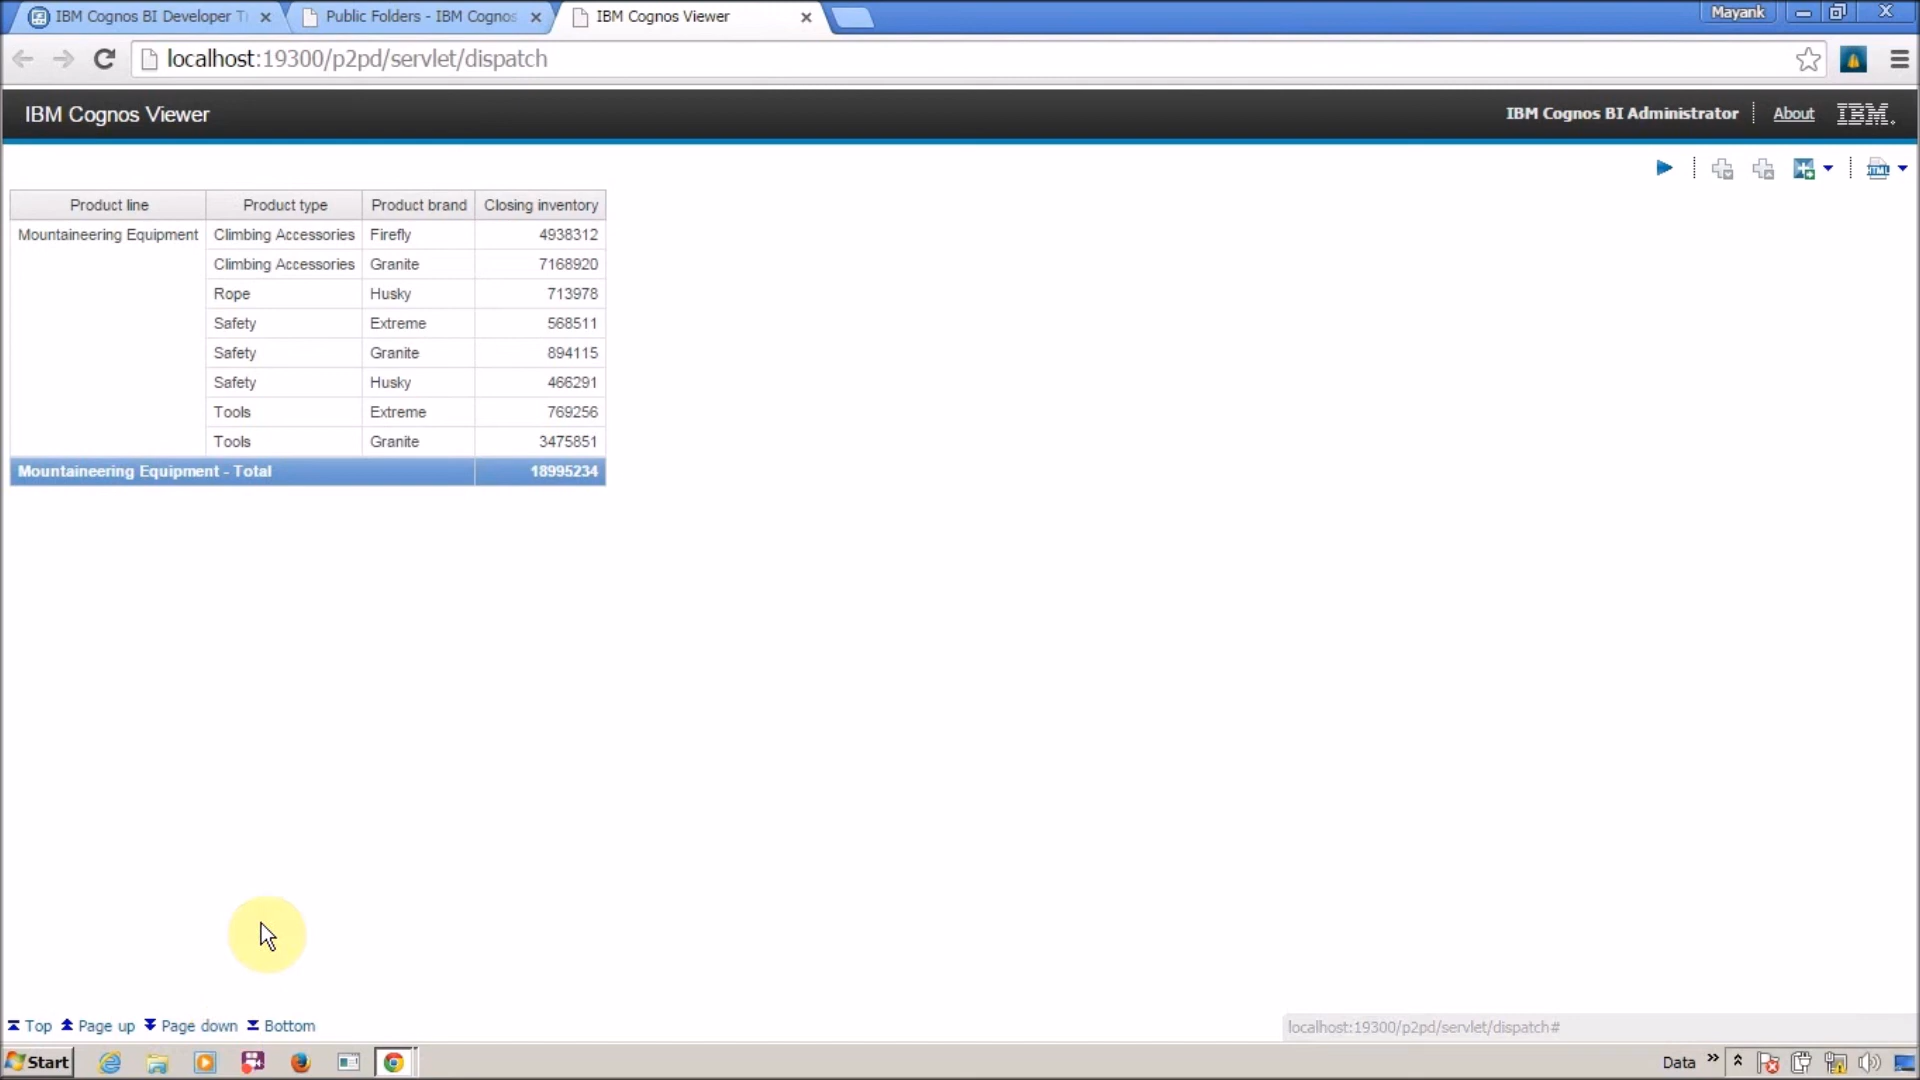 IBM Cognos BI Developer T
Public Folders - IBM Cognos
IBM Cognos Viewer
Mayank
localhost:19300/p2pd/servlet/dispatch
IBM Cognos Viewer
IBM Cognos BI Administrator
About
IBM.
HTML
Product line Product type Product brand Closing inventory
Mountaineering Equipment Climbing Accessories Firefly 4938312
Climbing Accessories Granite 7168920
Rope Husky 713978
Safety Extreme 568511
Safety Granite 894115
Safety Husky 466291
Tools Extreme 769256
Tools Granite 3475851
Mountaineering Equipment - Total 18995234
Top Page up Page down Bottom
localhost:19300/p2pd/servlet/dispatch#
Start
Data »